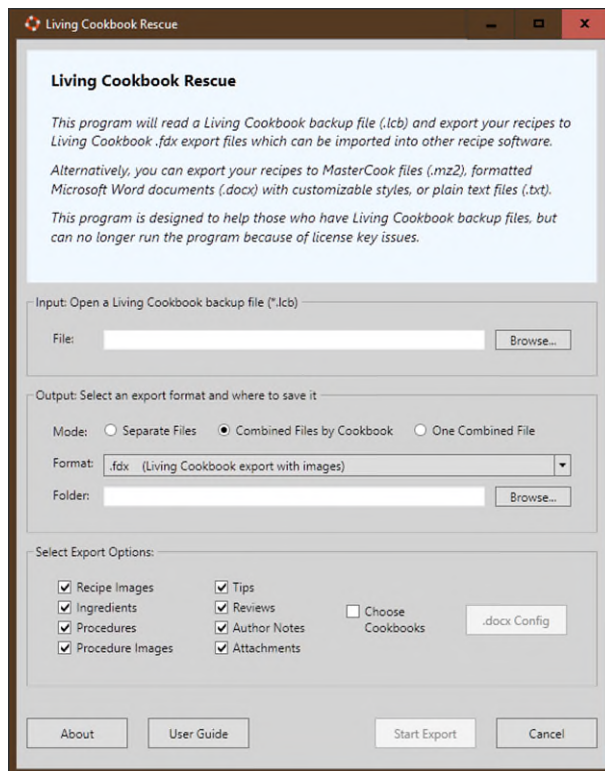 Living Cookbook Rescue
Living Cookbook Rescue
This program will read a Living Cookbook backup file (.lcb) and export your recipes to
Living Cookbook .fdx export files which can be imported into other recipe software.
Alternatively, you can export your recipes to MasterCook files (.mz2), formatted
Microsoft Word documents (.docx) with customizable styles, or plain text files (.txt).
This program is designed to help those who have Living Cookbook backup files, but
can no longer run the program because of license key issues.
Input: Open a Living Cookbook backup file (*.lcb)
File:
Browse...
Output: Select an export format and where to save it
Mode: Separate Files Combined Files by Cookbook One Combined File
Format: .fdx (Living Cookbook export with images)
Folder:
Browse...
Select Export Options:
Recipe Images
Ingredients
Procedures
Procedure Images
Tips
Reviews
Author Notes
Attachments
Choose
Cookbooks
.docx Config
About User Guide Start Export Cancel